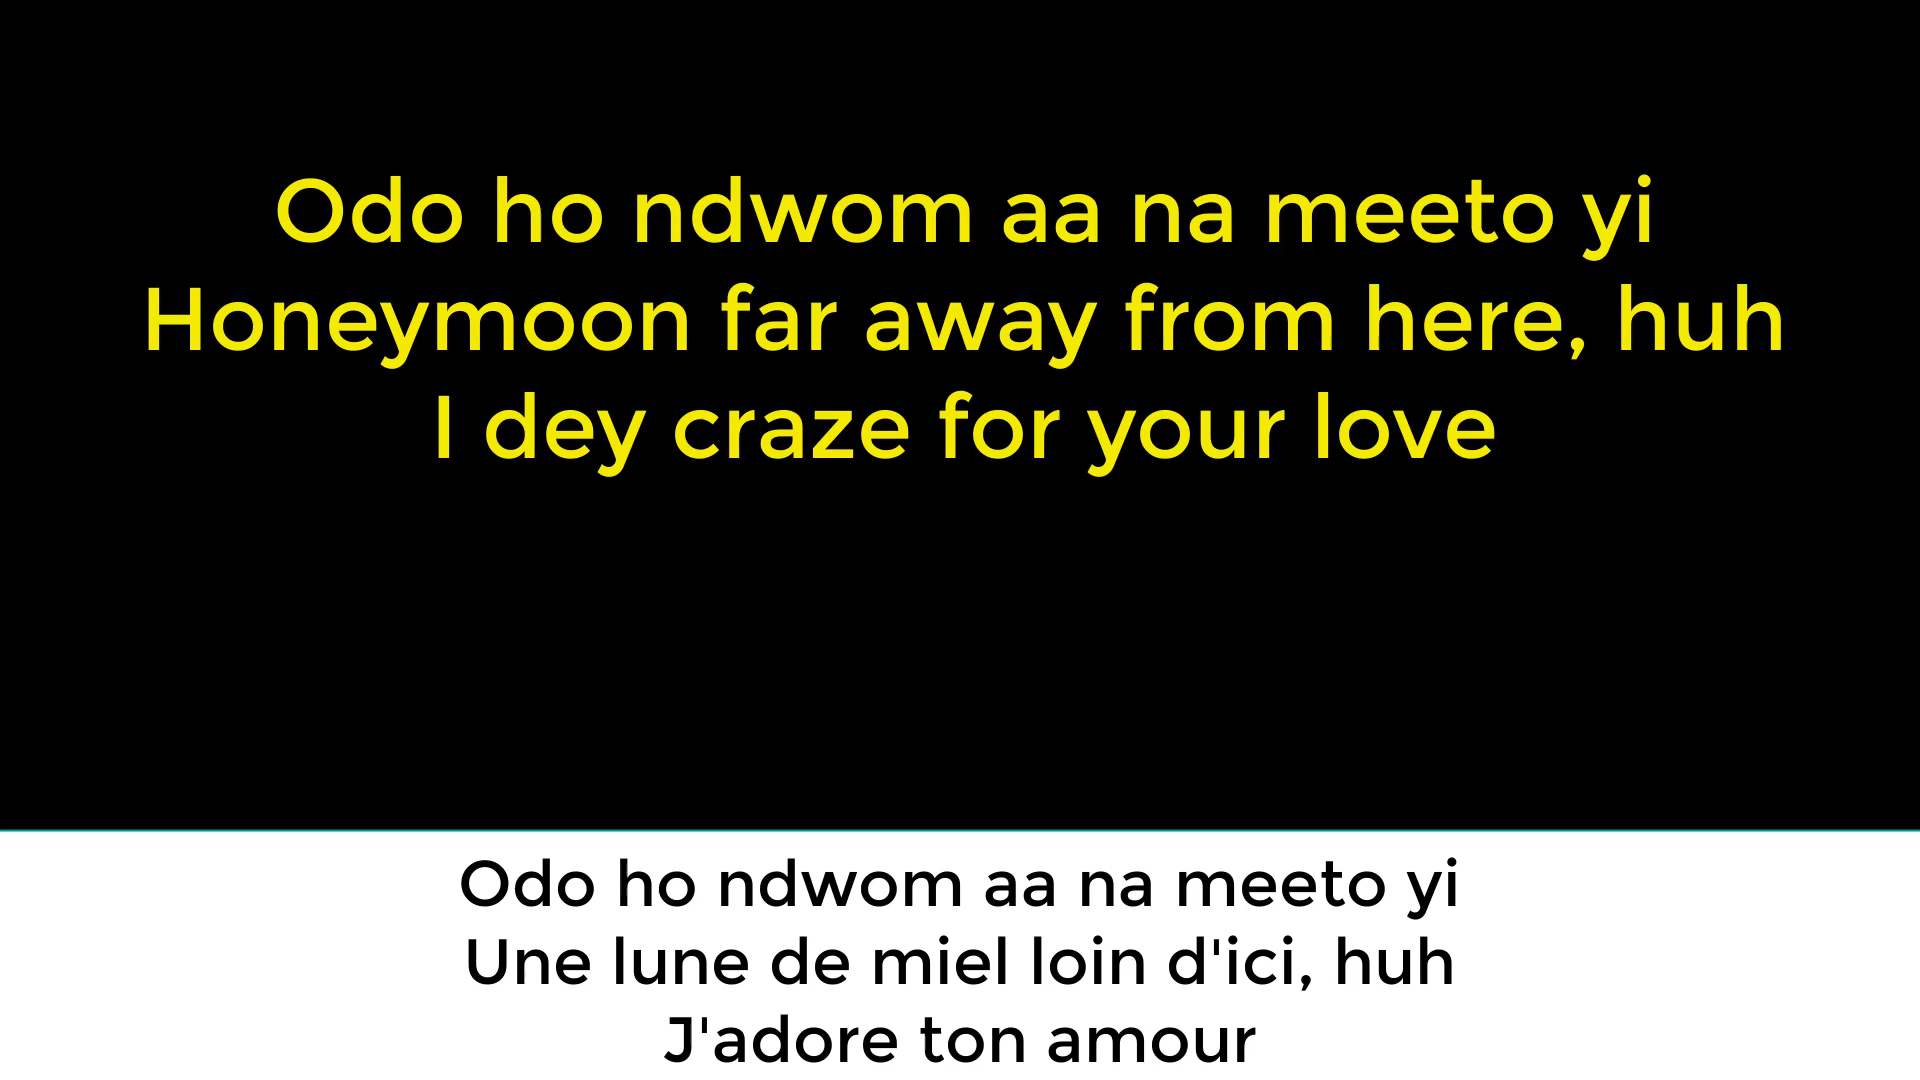 Odo ho ndwom aa na meeto yi
Honeymoon far away from here, huh
I dey craze for your love
Odo ho ndwom aa na meeto yi
Une lune de miel loin d'ici, huh
J'adore ton amour